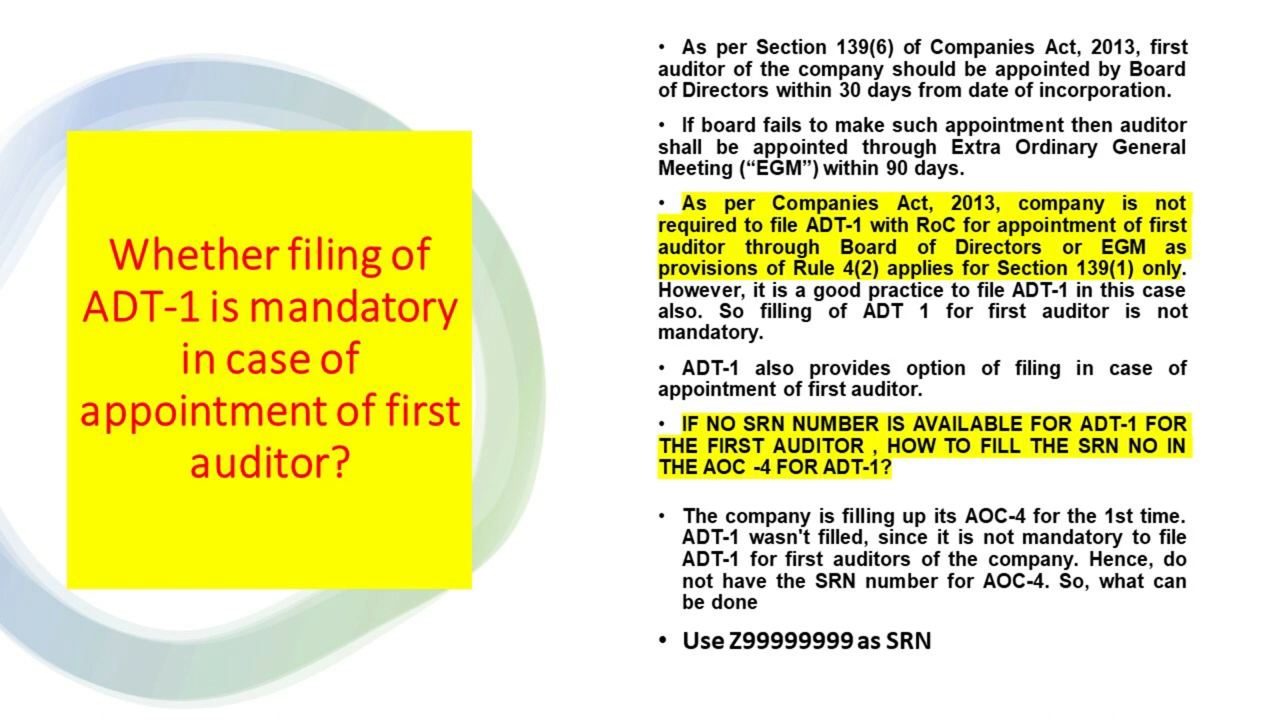 Whether filing of
ADT-1 is mandatory
in case of
appointment of first
auditor?
• As per Section 139(6) of Companies Act, 2013, first
auditor of the company should be appointed by Board
of Directors within 30 days from date of incorporation.
• If board fails to make such appointment then auditor
shall be appointed through Extra Ordinary General
Meeting (“EGM”) within 90 days.
• As per Companies Act, 2013, company is not
required to file ADT-1 with RoC for appointment of first
auditor through Board of Directors or EGM as
provisions of Rule 4(2) applies for Section 139(1) only.
However, it is a good practice to file ADT-1 in this case
also. So filling of ADT 1 for first auditor is not
mandatory.
• ADT-1 also provides option of filing in case of
appointment of first auditor.
• IF NO SRN NUMBER IS AVAILABLE FOR ADT-1 FOR
THE FIRST AUDITOR , HOW TO FILL THE SRN NO IN
THE AOC -4 FOR ADT-1?
• The company is filling up its AOC-4 for the 1st time.
ADT-1 wasn't filled, since it is not mandatory to file
ADT-1 for first auditors of the company. Hence, do
not have the SRN number for AOC-4. So, what can
be done
• Use Z99999999 as SRN